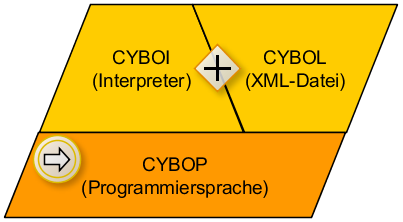 CYBOI
(Interpreter)
CYBOL
(XML-Datei)
CYBOP
(Programmiersprache)